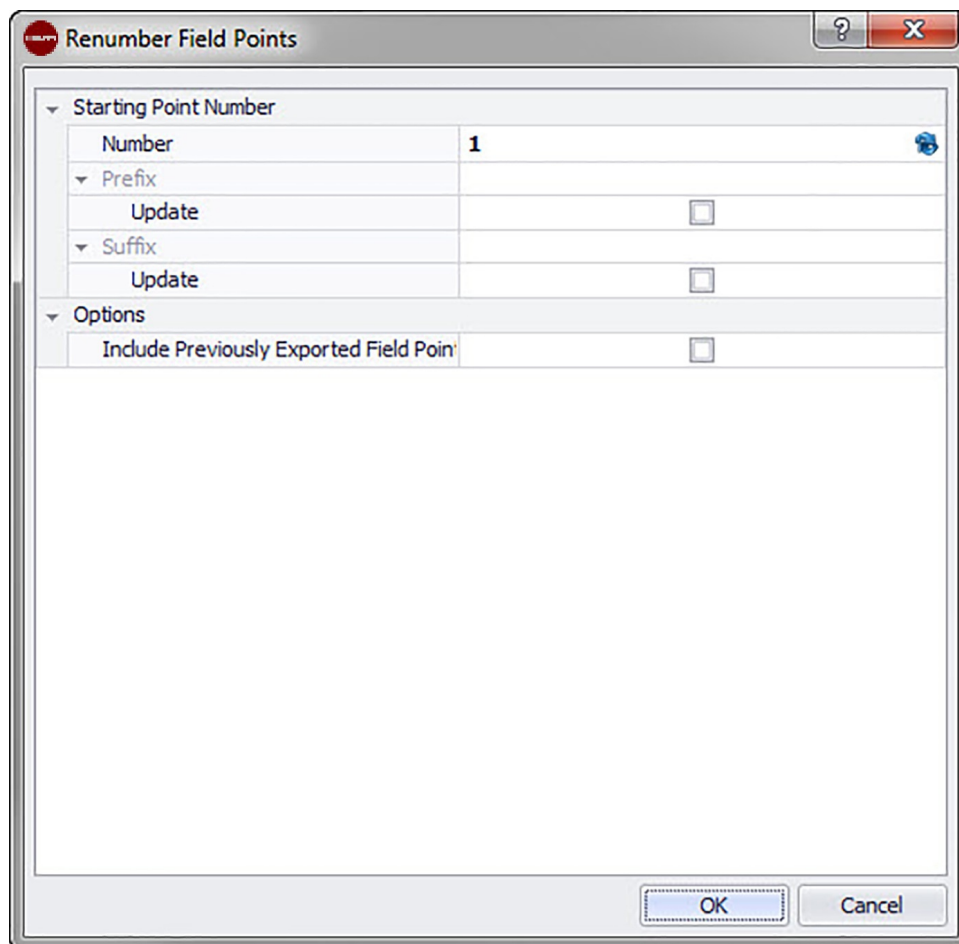 Renumber Field Points
Starting Point Number
Number 1
Prefix
Update
Suffix
Update
Options
Include Previously Exported Field Poin
OK Cancel